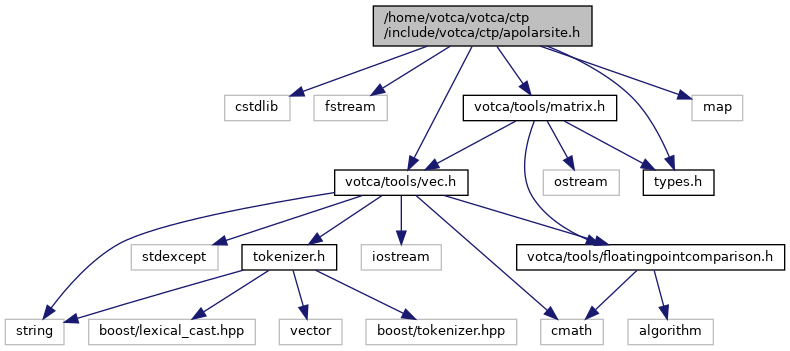 /home/votca/votca/ctp
/include/votca/ctp/apolarsite.h
cstdlib
fstream
votca/tools/matrix.h
map
votca/tools/vec.h
ostream
types.h
stdexcept
tokenizer.h
iostream
votca/tools/floatingpointcomparison.h
string
boost/lexical_cast.hpp
vector
boost/tokenizer.hpp
cmath
algorithm